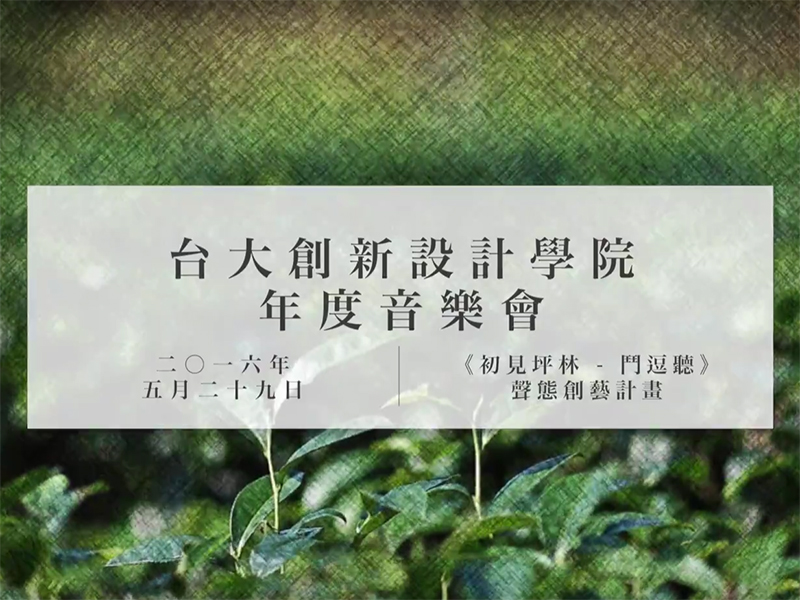 台大創新設計學院
年度音樂會
二〇一六年
五月二十九日
《初見坪林 - 鬥逗聽》
聲態創藝計畫